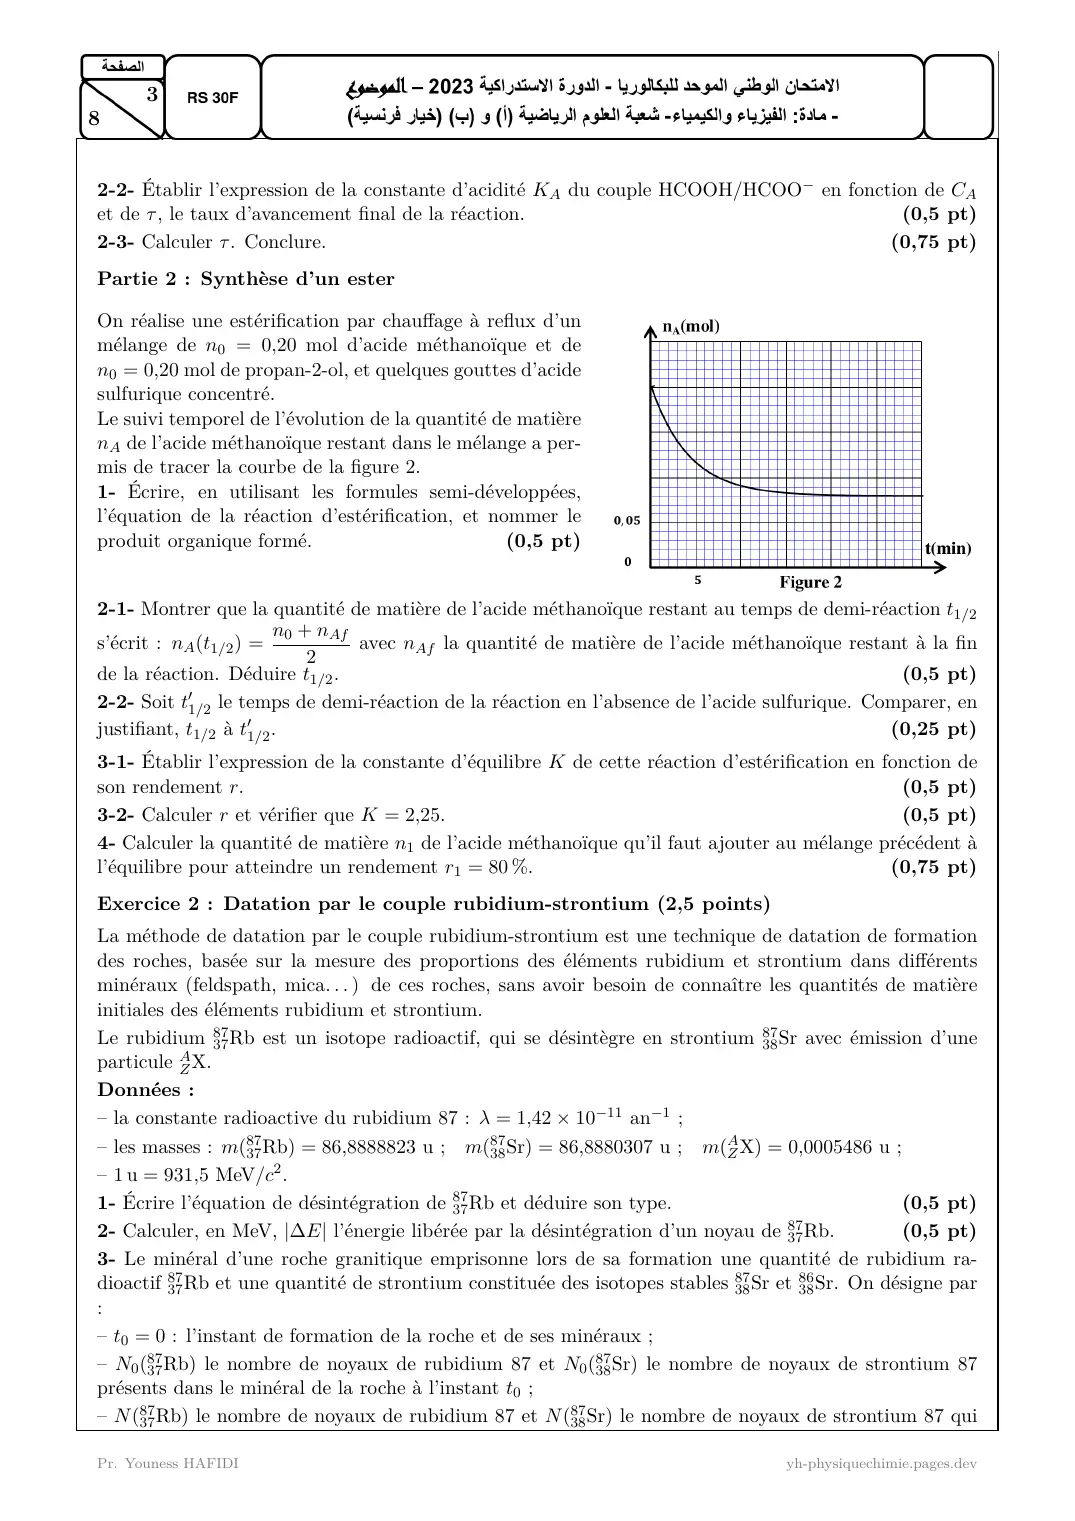 الصفحة
3
8
RS 30F
الامتحان الوطني الموحد للبكالوريا - الدورة الاستدراكية 2023 – الموضوع
- مادة: الفيزياء والكيمياء- شعبة العلوم الرياضية (أ) و (ب) (خيار فرنسية)
2-2- Établir l'expression de la constante d'acidité K_A du couple HCOOH/HCOO⁻ en fonction de C_A
et de τ, le taux d'avancement final de la réaction. (0,5 pt)
2-3- Calculer τ. Conclure. (0,75 pt)
Partie 2 : Synthèse d'un ester
On réalise une estérification par chauffage à reflux d'un
mélange de n₀ = 0,20 mol d'acide méthanoïque et de
n₀ = 0,20 mol de propan-2-ol, et quelques gouttes d'acide
sulfurique concentré.
Le suivi temporel de l'évolution de la quantité de matière
n_A de l'acide méthanoïque restant dans le mélange a per-
mis de tracer la courbe de la figure 2.
1- Écrire, en utilisant les formules semi-développées,
l'équation de la réaction d'estérification, et nommer le
produit organique formé. (0,5 pt)
n_A(mol)
0,05
0
t(min)
5
Figure 2
2-1- Montrer que la quantité de matière de l'acide méthanoïque restant au temps de demi-réaction t_{1/2}
s'écrit : n_A(t_{1/2}) = (n₀ + n_{Af})/2 avec n_{Af} la quantité de matière de l'acide méthanoïque restant à la fin
de la réaction. Déduire t_{1/2}. (0,5 pt)
2-2- Soit t'_{1/2} le temps de demi-réaction de la réaction en l'absence de l'acide sulfurique. Comparer, en
justifiant, t_{1/2} à t'_{1/2}. (0,25 pt)
3-1- Établir l'expression de la constante d'équilibre K de cette réaction d'estérification en fonction de
son rendement r. (0,5 pt)
3-2- Calculer r et vérifier que K = 2,25. (0,5 pt)
4- Calculer la quantité de matière n₁ de l'acide méthanoïque qu'il faut ajouter au mélange précédent à
l'équilibre pour atteindre un rendement r₁ = 80 %. (0,75 pt)
Exercice 2 : Datation par le couple rubidium-strontium (2,5 points)
La méthode de datation par le couple rubidium-strontium est une technique de datation de formation
des roches, basée sur la mesure des proportions des éléments rubidium et strontium dans différents
minéraux (feldspath, mica. . . ) de ces roches, sans avoir besoin de connaître les quantités de matière
initiales des éléments rubidium et strontium.
Le rubidium ⁸⁷₃₇Rb est un isotope radioactif, qui se désintègre en strontium ⁸⁷₃₈Sr avec émission d'une
particule ^A_Z X.
Données :
– la constante radioactive du rubidium 87 : λ = 1,42 × 10⁻¹¹ an⁻¹ ;
– les masses : m(⁸⁷₃₇Rb) = 86,8888823 u ; m(⁸⁷₃₈Sr) = 86,8880307 u ; m(^A_Z X) = 0,0005486 u ;
– 1 u = 931,5 MeV/c².
1- Écrire l'équation de désintégration de ⁸⁷₃₇Rb et déduire son type. (0,5 pt)
2- Calculer, en MeV, |ΔE| l'énergie libérée par la désintégration d'un noyau de ⁸⁷₃₇Rb. (0,5 pt)
3- Le minéral d'une roche granitique emprisonne lors de sa formation une quantité de rubidium ra-
dioactif ⁸⁷₃₇Rb et une quantité de strontium constituée des isotopes stables ⁸⁷₃₈Sr et ⁸⁶₃₈Sr. On désigne par
:
– t₀ = 0 : l'instant de formation de la roche et de ses minéraux ;
– N₀(⁸⁷₃₇Rb) le nombre de noyaux de rubidium 87 et N₀(⁸⁷₃₈Sr) le nombre de noyaux de strontium 87
présents dans le minéral de la roche à l'instant t₀ ;
– N(⁸⁷₃₇Rb) le nombre de noyaux de rubidium 87 et N(⁸⁷₃₈Sr) le nombre de noyaux de strontium 87 qui
Pr. Youness HAFIDI
yh-physiquechimie.pages.dev